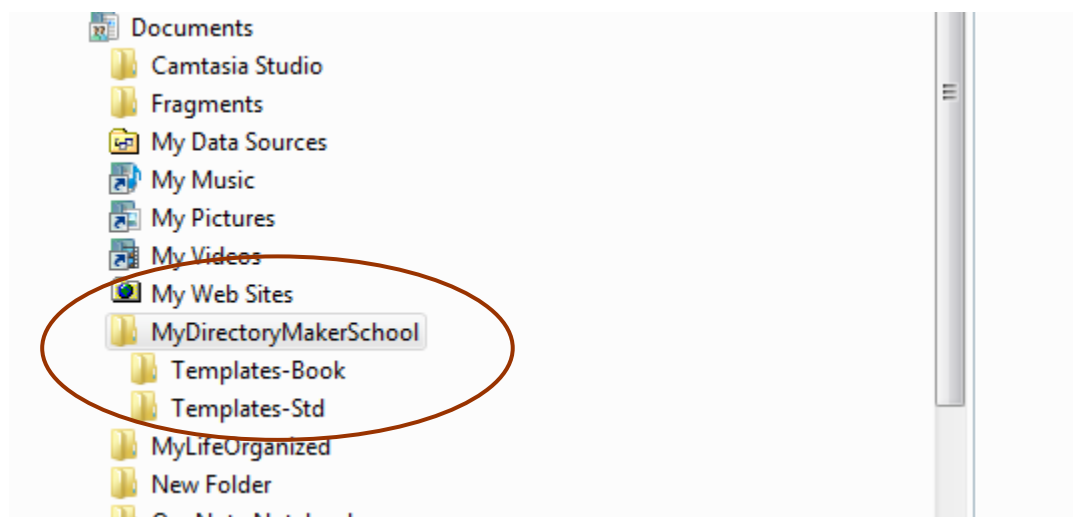 Documents
Camtasia Studio
Fragments
My Data Sources
My Music
My Pictures
My Videos
My Web Sites
MyDirectoryMakerSchool
Templates-Book
Templates-Std
MyLifeOrganized
New Folder